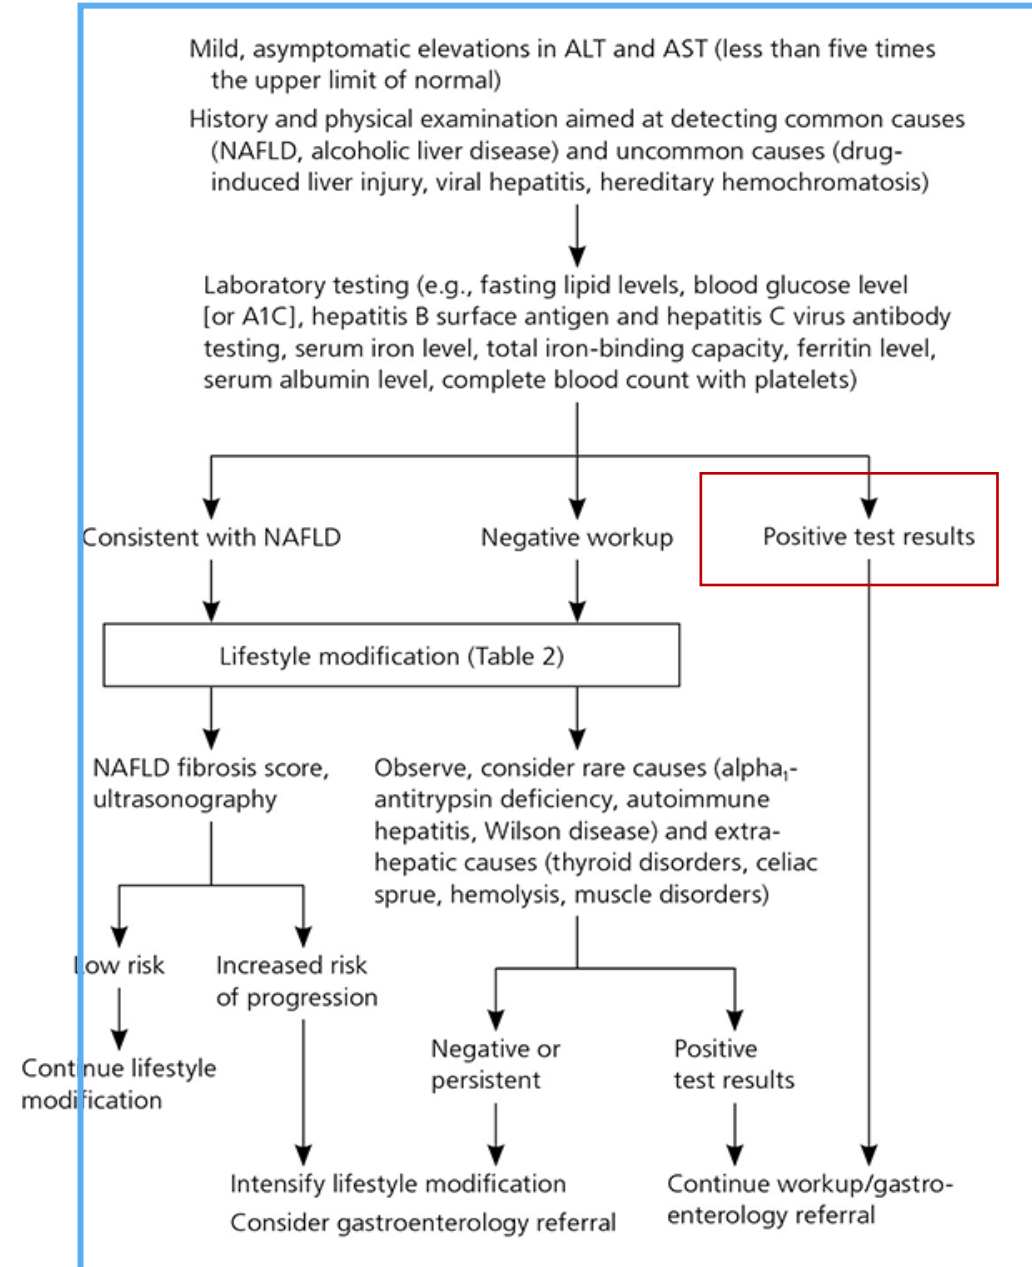 Mild, asymptomatic elevations in ALT and AST (less than five times
the upper limit of normal)
History and physical examination aimed at detecting common causes
(NAFLD, alcoholic liver disease) and uncommon causes (drug-
induced liver injury, viral hepatitis, hereditary hemochromatosis)
Laboratory testing (e.g., fasting lipid levels, blood glucose level
[or A1C], hepatitis B surface antigen and hepatitis C virus antibody
testing, serum iron level, total iron-binding capacity, ferritin level,
serum albumin level, complete blood count with platelets)
Consistent with NAFLD
Negative workup
Positive test results
Lifestyle modification (Table 2)
NAFLD fibrosis score,
ultrasonography
Observe, consider rare causes (alpha₁-
antitrypsin deficiency, autoimmune
hepatitis, Wilson disease) and extra-
hepatic causes (thyroid disorders, celiac
sprue, hemolysis, muscle disorders)
Low risk
Increased risk
of progression
Continue lifestyle
modification
Negative or
persistent
Positive
test results
Intensify lifestyle modification
Consider gastroenterology referral
Continue workup/gastro-
enterology referral